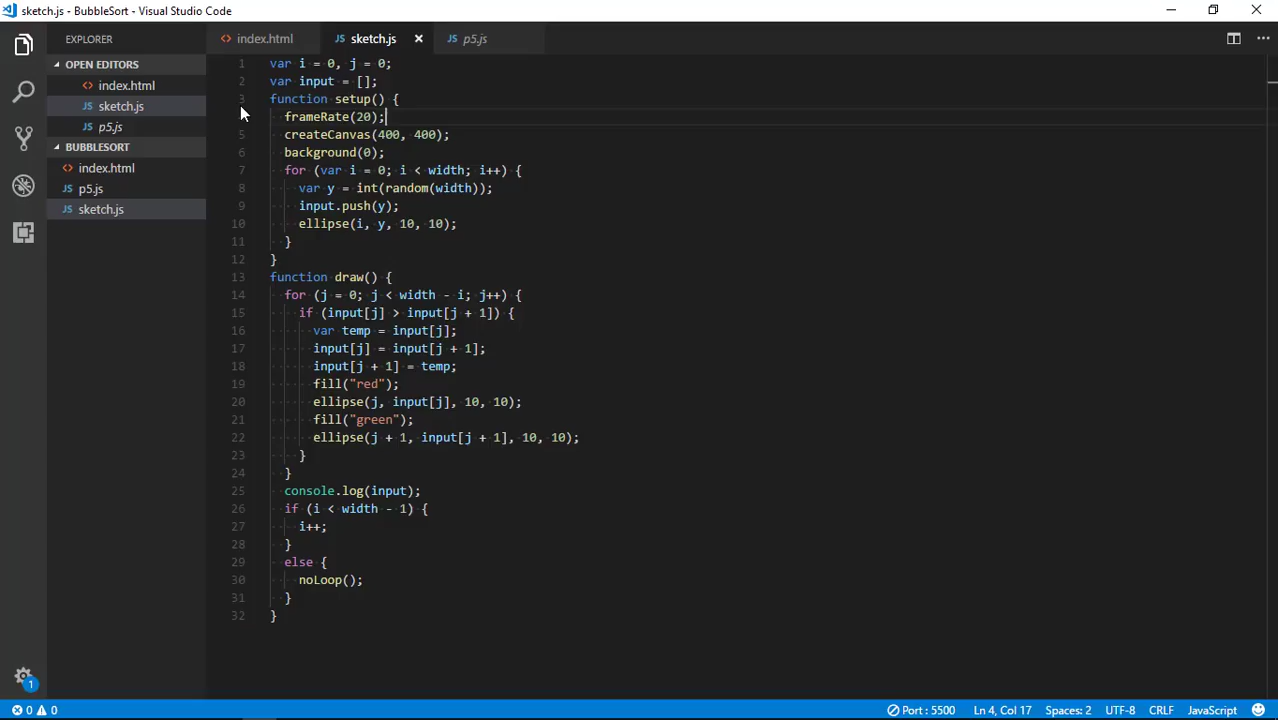 sketch.js - BubbleSort - Visual Studio Code
EXPLORER
index.html
sketch.js
p5.js
OPEN EDITORS
index.html
sketch.js
p5.js
BUBBLESORT
index.html
p5.js
sketch.js
1 var i = 0, j = 0;
2 var input = [];
3 function setup() {
frameRate(20);
5 createCanvas(400, 400);
6 background(0);
7 for (var i = 0; i < width; i++) {
8 var y = int(random(width));
9 input.push(y);
10 ellipse(i, y, 10, 10);
11 }
12 }
13 function draw() {
14 for (j = 0; j < width - i; j++) {
15 if (input[j] > input[j + 1]) {
16 var temp = input[j];
17 input[j] = input[j + 1];
18 input[j + 1] = temp;
19 fill("red");
20 ellipse(j, input[j], 10, 10);
21 fill("green");
22 ellipse(j + 1, input[j + 1], 10, 10);
23 }
24 }
25 console.log(input);
26 if (i < width - 1) {
27 i++;
28 }
29 else {
30 noLoop();
31 }
32 }
1
0 0
Port : 5500
Ln 4, Col 17
Spaces: 2
UTF-8
CRLF
JavaScript